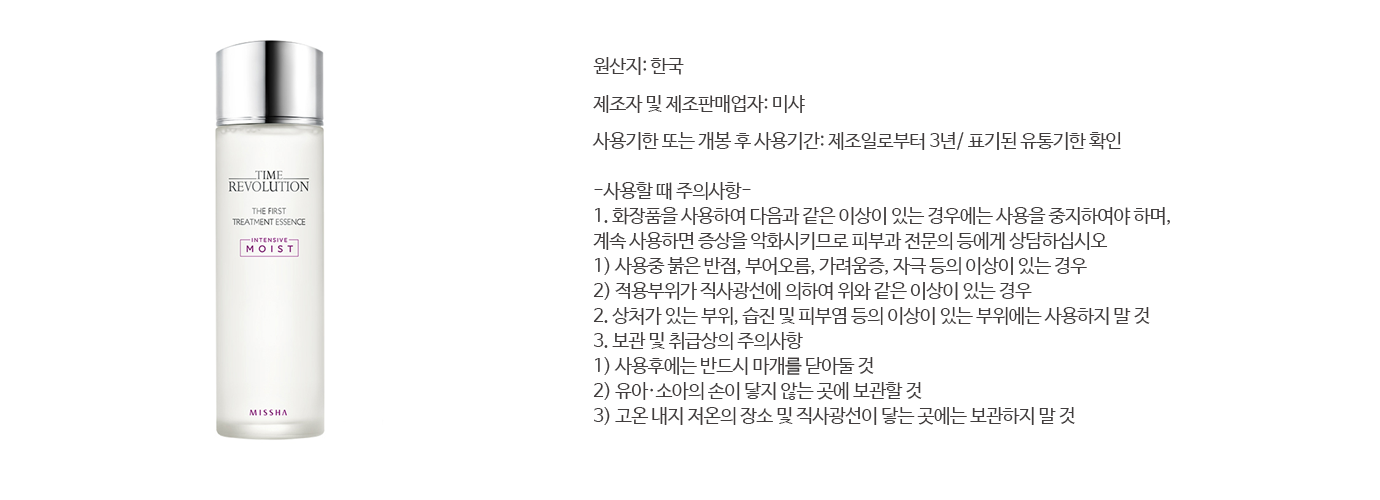 TIME
REVOLUTION
THE FIRST
TREATMENT ESSENCE
INTENSIVE
MOIST
MISSHA
원산지: 한국
제조자 및 제조판매업자: 미샤
사용기한 또는 개봉 후 사용기간: 제조일로부터 3년/ 표기된 유통기한 확인
-사용할 때 주의사항-
1. 화장품을 사용하여 다음과 같은 이상이 있는 경우에는 사용을 중지하여야 하며,
계속 사용하면 증상을 악화시키므로 피부과 전문의 등에게 상담하십시오
1) 사용중 붉은 반점, 부어오름, 가려움증, 자극 등의 이상이 있는 경우
2) 적용부위가 직사광선에 의하여 위와 같은 이상이 있는 경우
2. 상처가 있는 부위, 습진 및 피부염 등의 이상이 있는 부위에는 사용하지 말 것
3. 보관 및 취급상의 주의사항
1) 사용후에는 반드시 마개를 닫아둘 것
2) 유아·소아의 손이 닿지 않는 곳에 보관할 것
3) 고온 내지 저온의 장소 및 직사광선이 닿는 곳에는 보관하지 말 것